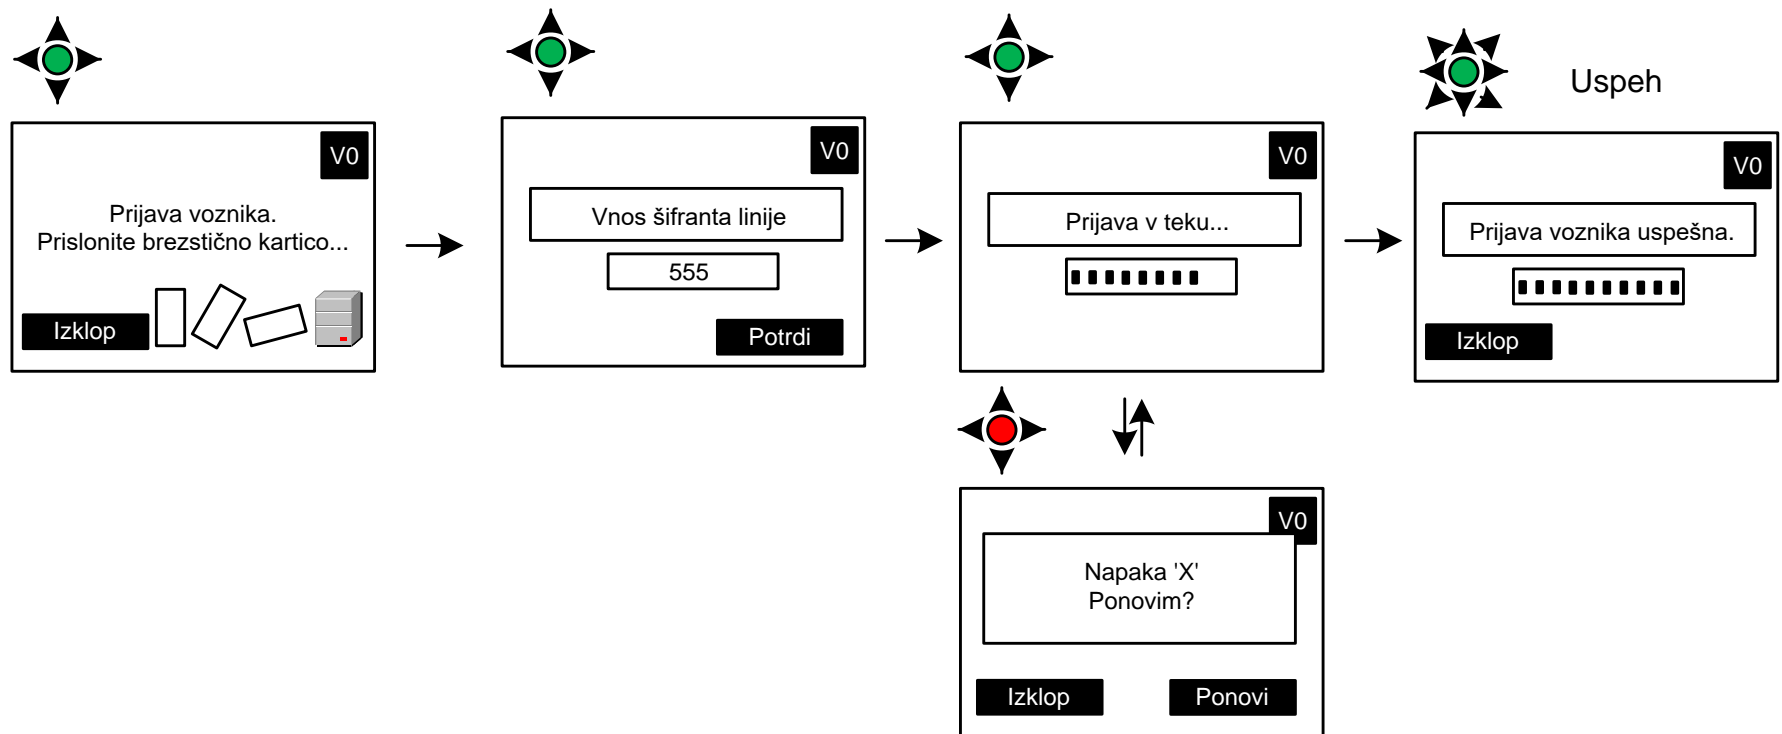 Uspeh
V0
Prijava voznika.
Prislonite brezstično kartico...
Izklop
V0
Vnos šifranta linije
555
Potrdi
V0
Prijava v teku...
V0
Prijava voznika uspešna.
Izklop
V0
Napaka 'X'
Ponovim?
Izklop
Ponovi